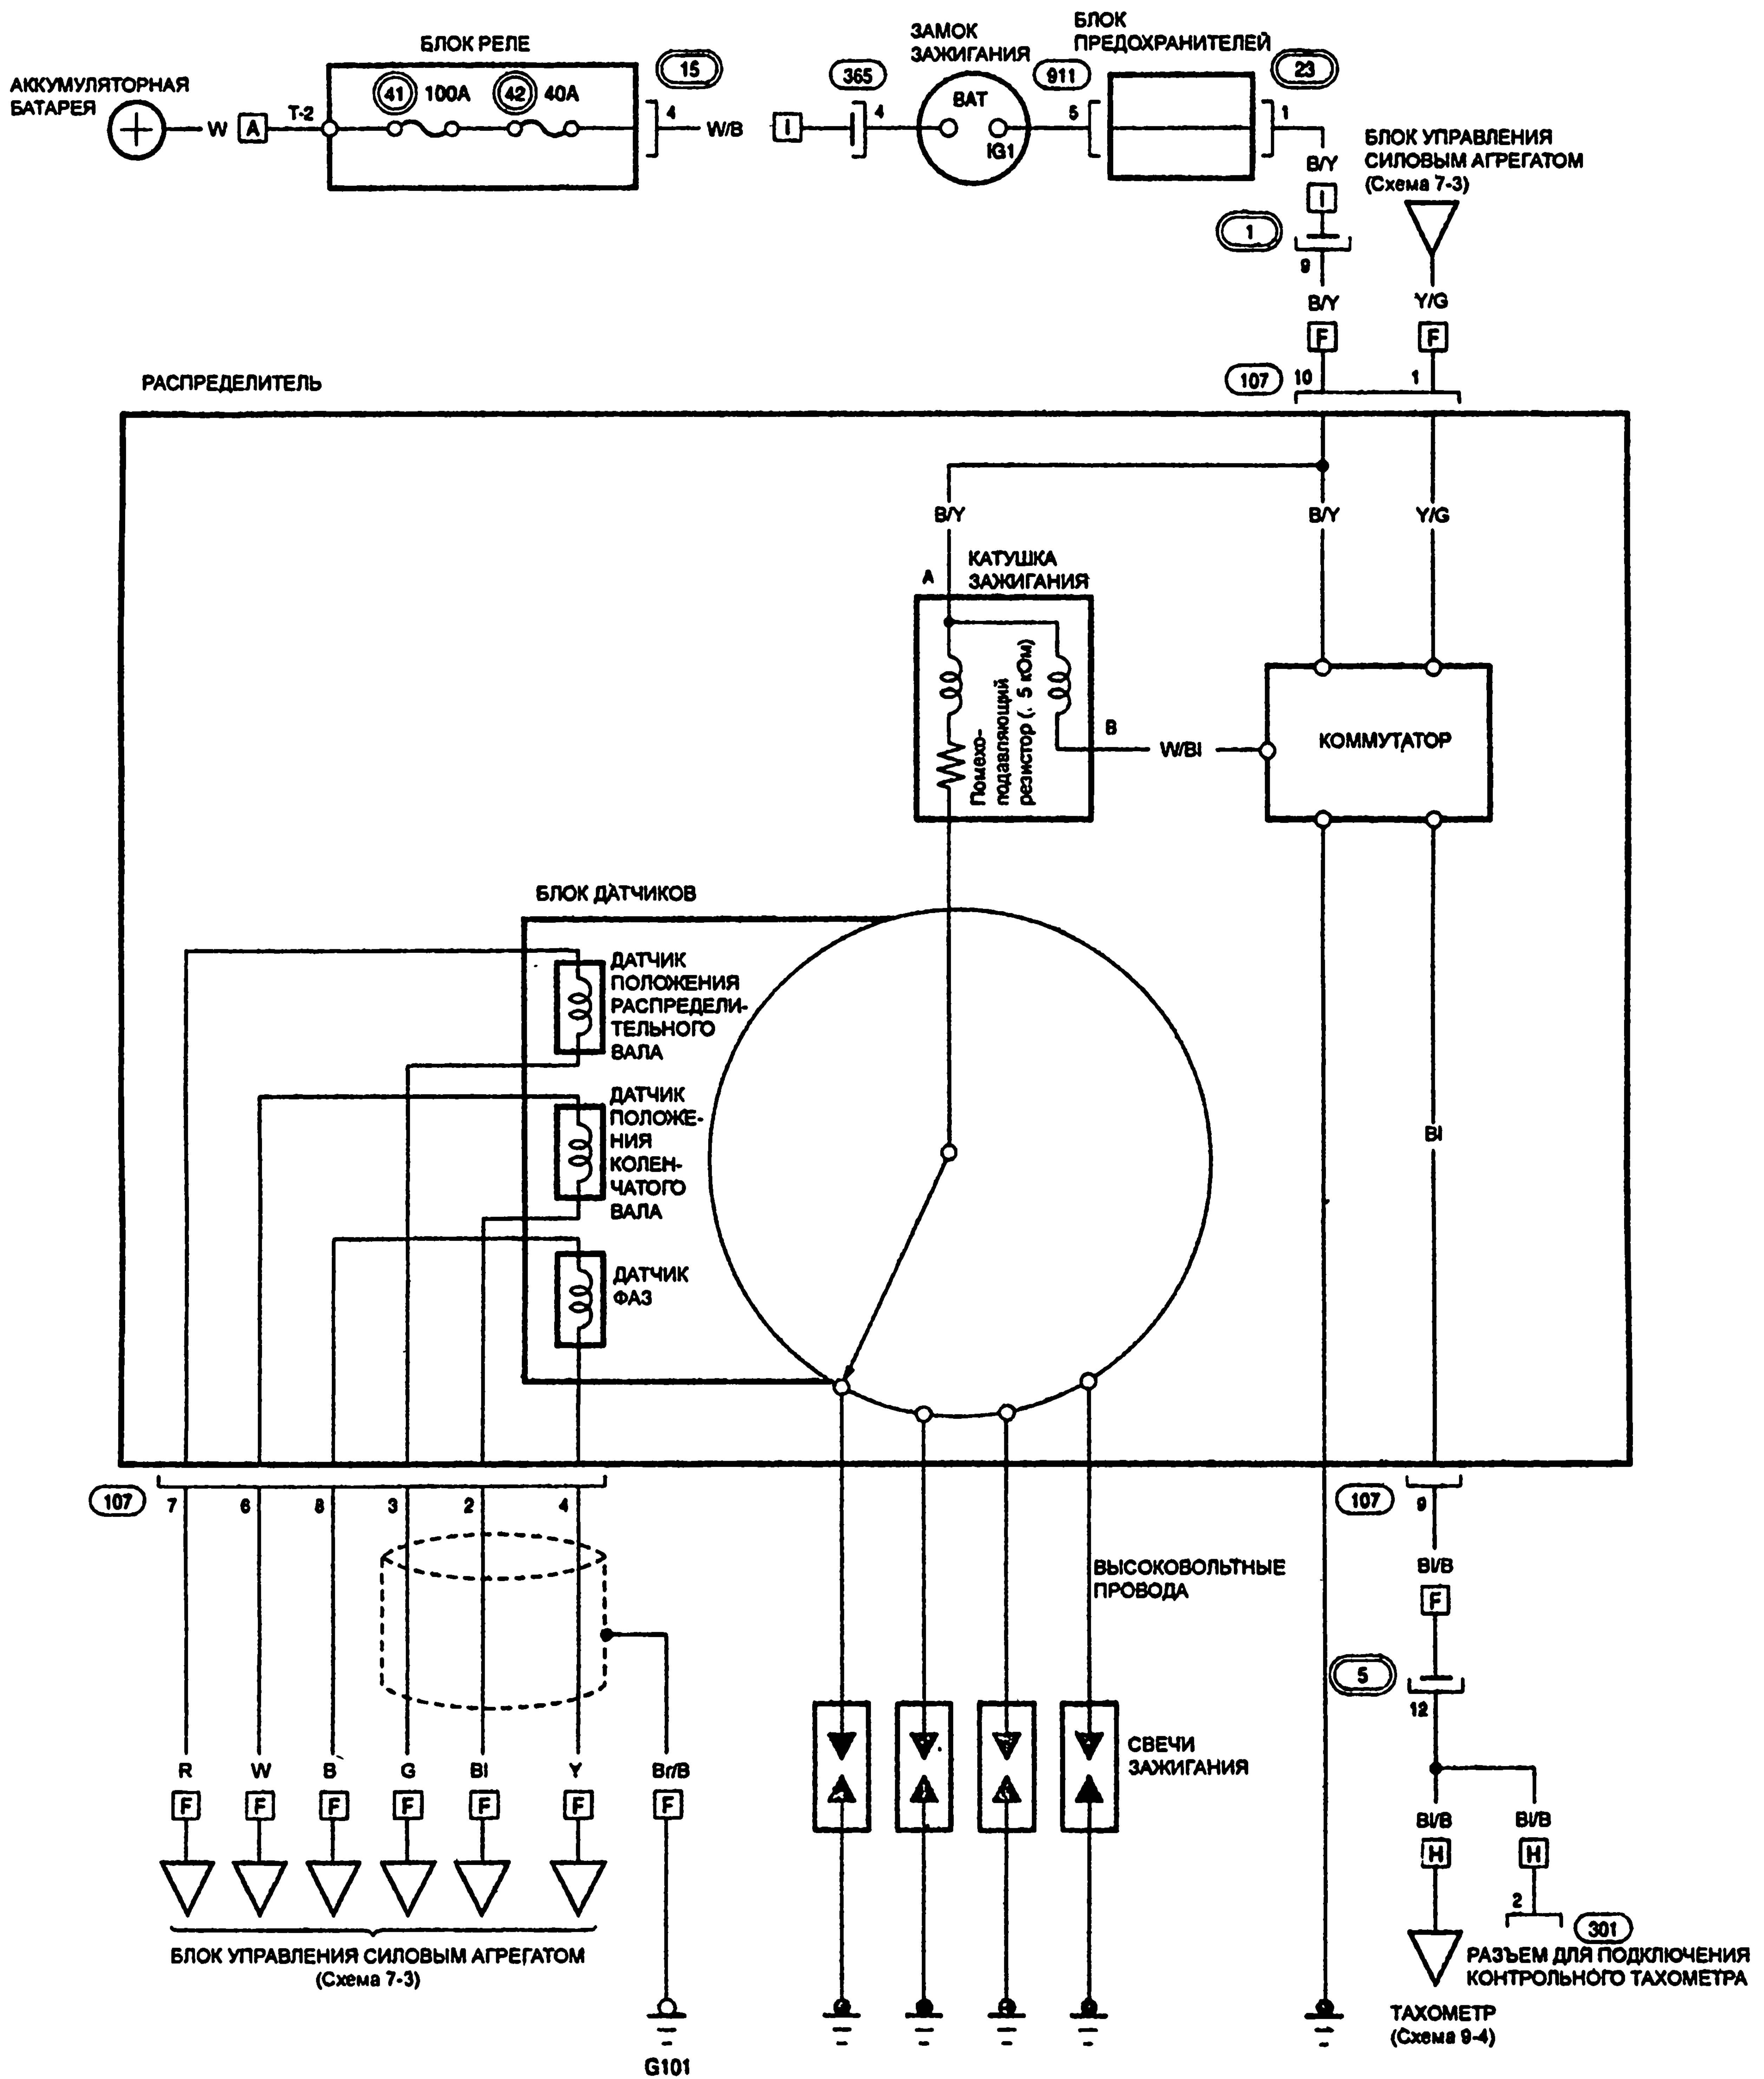 БЛОК РЕЛЕ
АККУМУЛЯТОРНАЯ
БАТАРЕЯ
W
A
T-2
41
100A
42
40A
15
4
W/B
I
365
4
ЗАМОК
ЗАЖИГАНИЯ
BAT
IG1
911
5
БЛОК
ПРЕДОХРАНИТЕЛЕЙ
23
1
B/Y
I
1
9
B/Y
F
БЛОК УПРАВЛЕНИЯ
СИЛОВЫМ АГРЕГАТОМ
(Схема 7-3)
Y/G
F
107
10
1
РАСПРЕДЕЛИТЕЛЬ
B/Y
B/Y
Y/G
A
КАТУШКА
ЗАЖИГАНИЯ
Помехо-
подавляющий
резистор (. 5 кОм)
B
W/Bl
КОММУТАТОР
БЛОК ДАТЧИКОВ
ДАТЧИК
ПОЛОЖЕНИЯ
РАСПРЕДЕЛИ-
ТЕЛЬНОГО
ВАЛА
ДАТЧИК
ПОЛОЖЕ-
НИЯ
КОЛЕН-
ЧАТОГО
ВАЛА
ДАТЧИК
ФАЗ
Bl
107
7
6
8
3
2
4
107
9
ВЫСОКОВОЛЬТНЫЕ
ПРОВОДА
Bl/B
F
5
12
R
W
B
G
Bl
Y
Br/B
F
F
F
F
F
F
F
СВЕЧИ
ЗАЖИГАНИЯ
Bl/B
Bl/B
H
H
2
301
БЛОК УПРАВЛЕНИЯ СИЛОВЫМ АГРЕГАТОМ
(Схема 7-3)
РАЗЪЕМ ДЛЯ ПОДКЛЮЧЕНИЯ
КОНТРОЛЬНОГО ТАХОМЕТРА
ТАХОМЕТР
(Схема 9-4)
G101